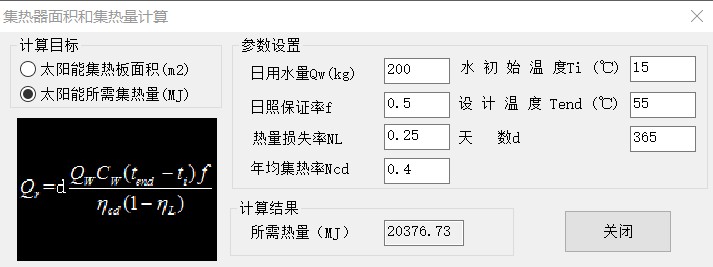 集热器面积和集热量计算
计算目标
太阳能集热板面积(m2)
太阳能所需集热量(MJ)
Q_r=d\frac{Q_W C_W(t_{end}-t_i)f}{η_{cd}(1-η_L)}
参数设置
日用水量Qw(kg) 200 水 初 始 温 度Ti (℃) 15
日照保证率f 0.5 设 计 温 度 Tend (℃) 55
热量损失率NL 0.25 天 数d 365
年均集热率Ncd 0.4
计算结果
所需热量（MJ） 20376.73
关闭